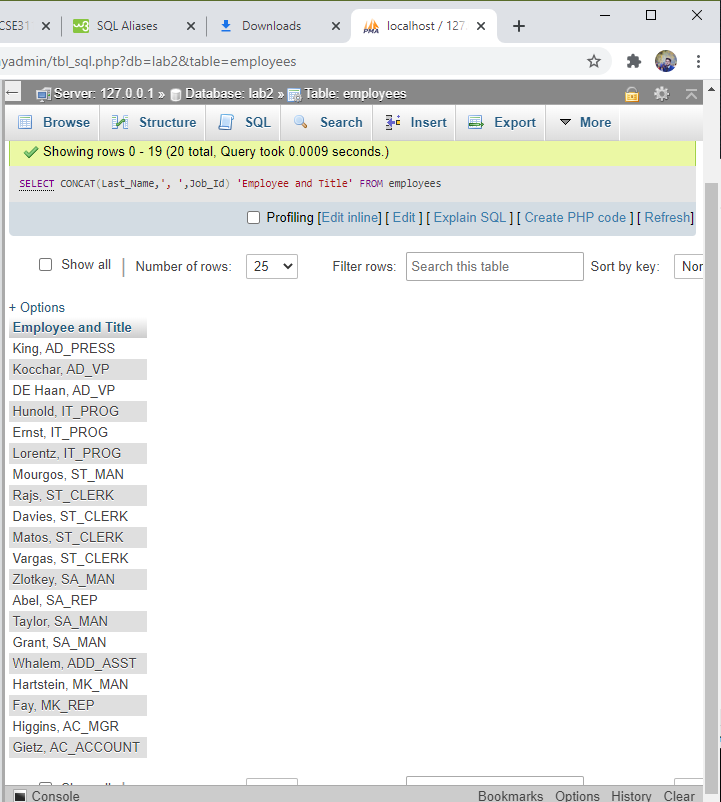 CSE31
SQL Aliases
Downloads
localhost / 127.
yadmin/tbl_sql.php?db=lab2&table=employees
Server: 127.0.0.1 » Database: lab2 » Table: employees
Browse Structure SQL Search Insert Export More
Showing rows 0 - 19 (20 total, Query took 0.0009 seconds.)
SELECT CONCAT(Last_Name,', ',Job_Id) 'Employee and Title' FROM employees
Profiling [Edit inline] [ Edit ] [ Explain SQL ] [ Create PHP code ] [ Refresh]
Show all | Number of rows: 25 Filter rows: Search this table Sort by key: Non
+ Options
Employee and Title
King, AD_PRESS
Kocchar, AD_VP
DE Haan, AD_VP
Hunold, IT_PROG
Ernst, IT_PROG
Lorentz, IT_PROG
Mourgos, ST_MAN
Rajs, ST_CLERK
Davies, ST_CLERK
Matos, ST_CLERK
Vargas, ST_CLERK
Zlotkey, SA_MAN
Abel, SA_REP
Taylor, SA_MAN
Grant, SA_MAN
Whalem, ADD_ASST
Hartstein, MK_MAN
Fay, MK_REP
Higgins, AC_MGR
Gietz, AC_ACCOUNT
Console Bookmarks Options History Clear